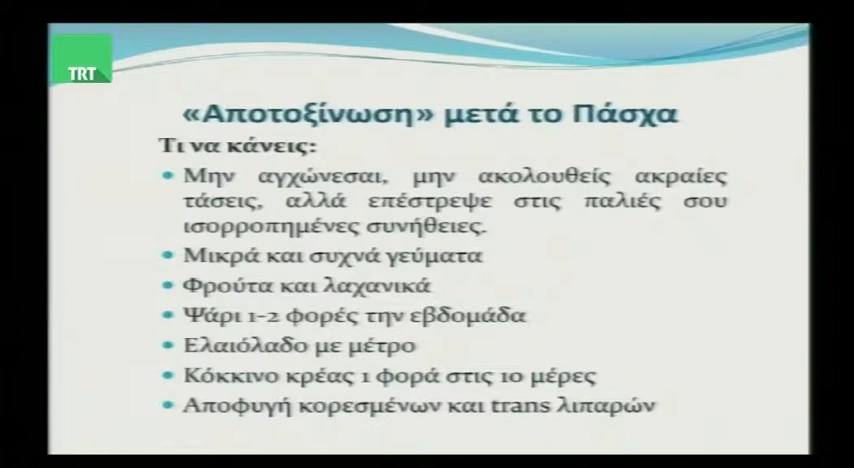 TRT
«Αποτοξίνωση» μετά το Πάσχα
Τι να κάνεις:
• Μην αγχώνεσαι, μην ακολουθείς ακραίες
τάσεις, αλλά επέστρεψε στις παλιές σου
ισορροπημένες συνήθειες.
• Μικρά και συχνά γεύματα
• Φρούτα και λαχανικά
• Ψάρι 1-2 φορές την εβδομάδα
• Ελαιόλαδο με μέτρο
• Κόκκινο κρέας 1 φορά στις 10 μέρες
• Αποφυγή κορεσμένων και trans λιπαρών